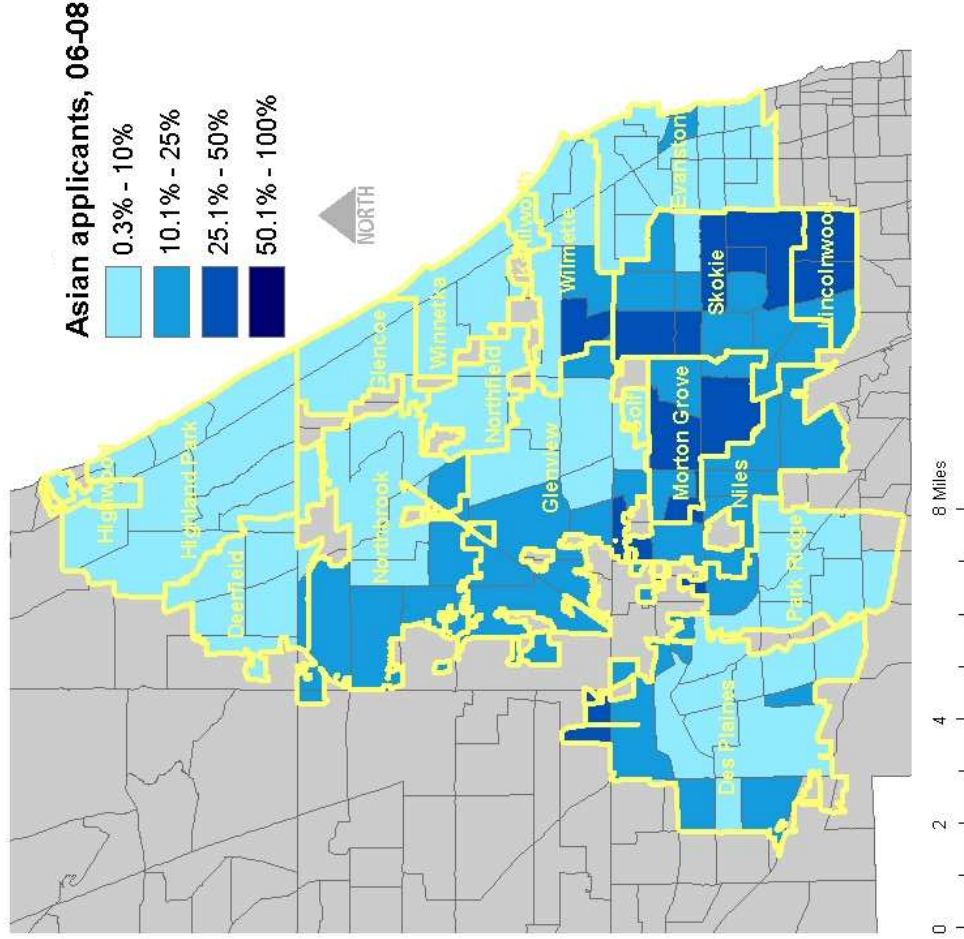 Asian applicants, 06-08
0.3% - 10%
10.1% - 25%
25.1% - 50%
50.1% - 100%
NORTH
Highwood
Highland Park
Deerfield
Glencoe
Northbrook
Winnetka
Northfield
Kenilworth
Wilmette
Glenview
Golf
Evanston
Skokie
Morton Grove
Lincolnwood
Niles
Park Ridge
Des Plaines
0 2 4 8 Miles